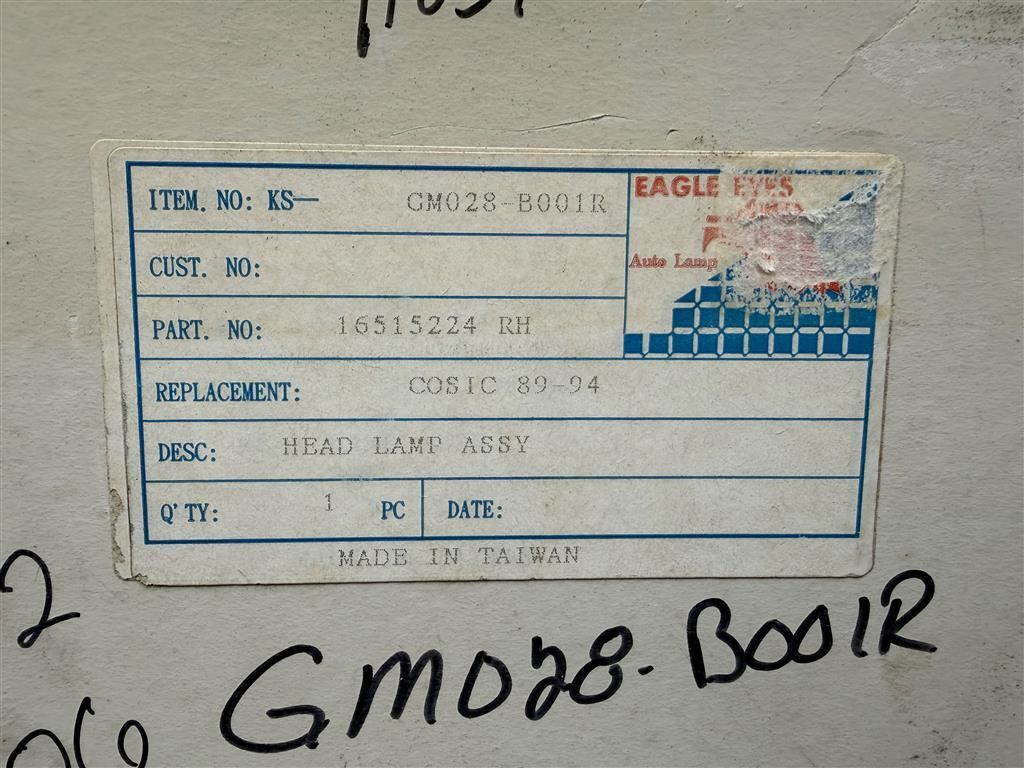 ITEM. NO: KS— GM028-B001R
EAGLE EYES
Auto Lamp
CUST. NO:
PART. NO: 16515224 RH
REPLACEMENT: COSIC 89-94
DESC: HEAD LAMP ASSY
Q'TY: 1 PC DATE:
MADE IN TAIWAN
2
GM028-B001R